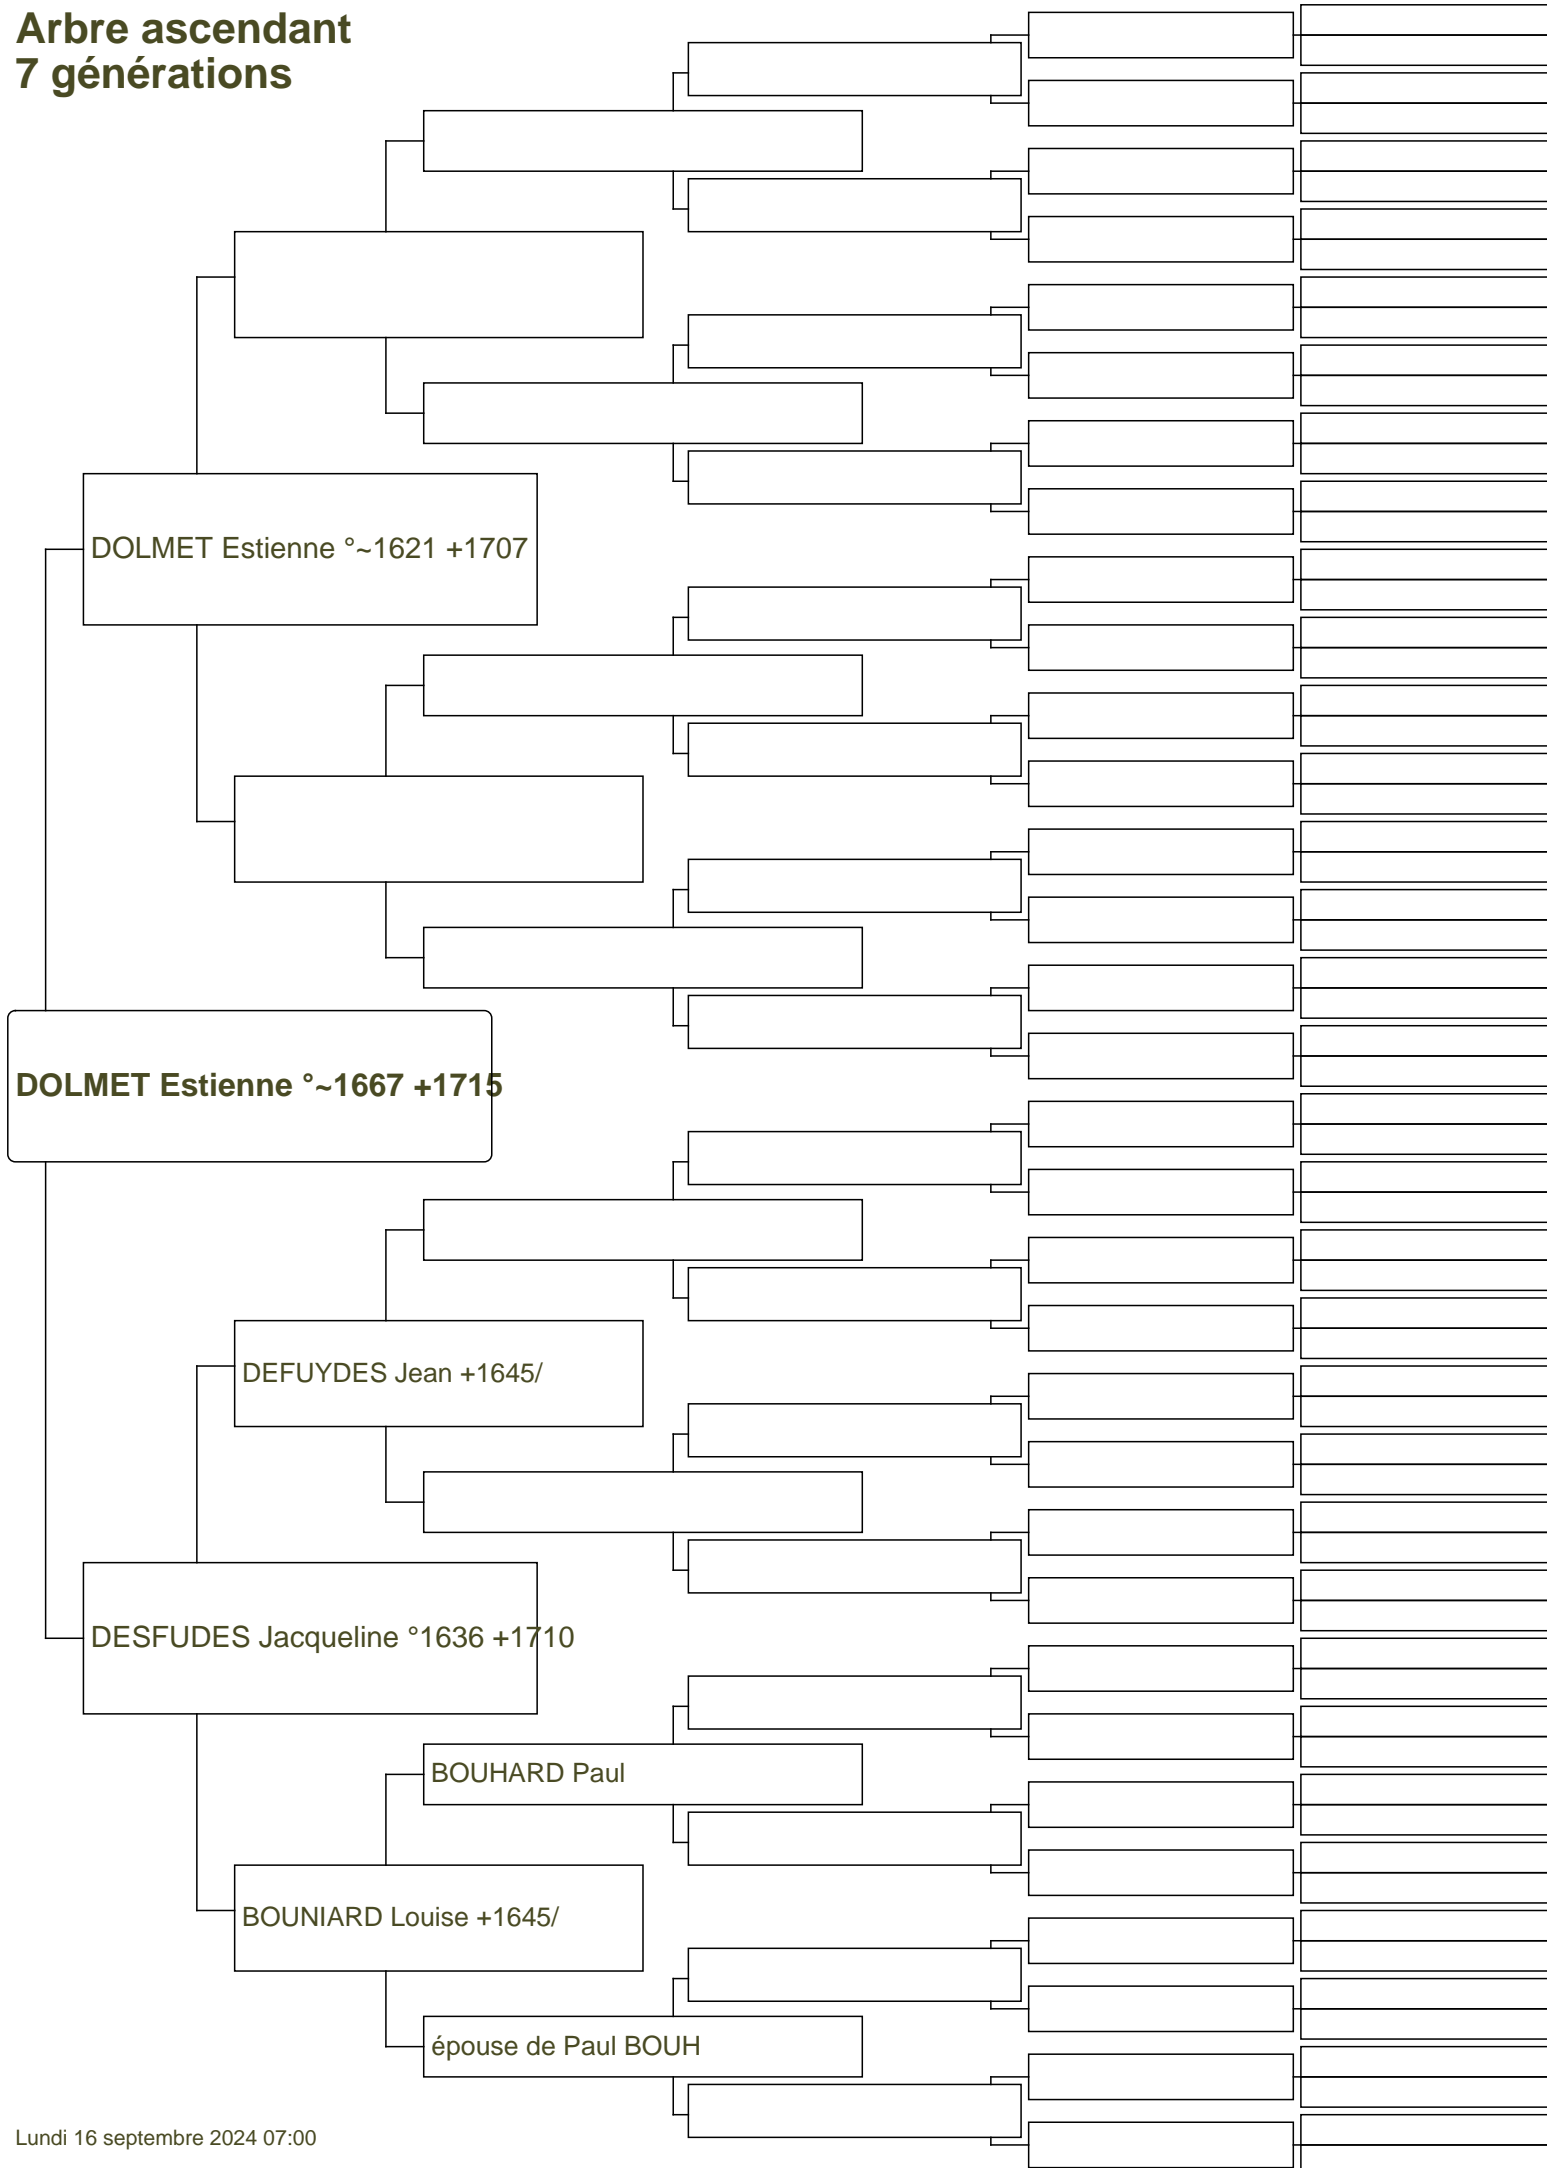 Arbre ascendant
7 générations
DOLMET Estienne °~1621 +1707
DOLMET Estienne °~1667 +1715
DEFUYDES Jean +1645/
DESFUDES Jacqueline °1636 +1710
BOUHARD Paul
BOUNIARD Louise +1645/
épouse de Paul BOUH
Lundi 16 septembre 2024 07:00